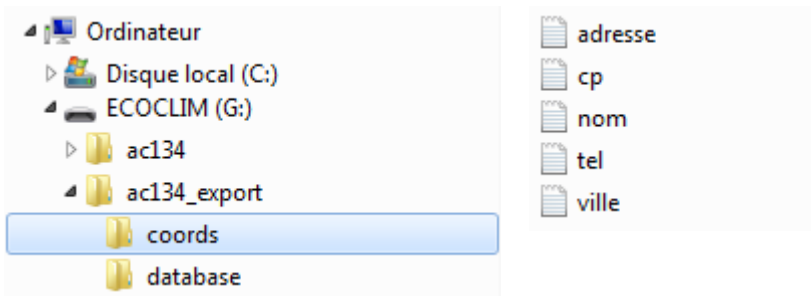 Ordinateur
Disque local (C:)
ECOCLIM (G:)
ac134
ac134_export
coords
database
adresse
cp
nom
tel
ville